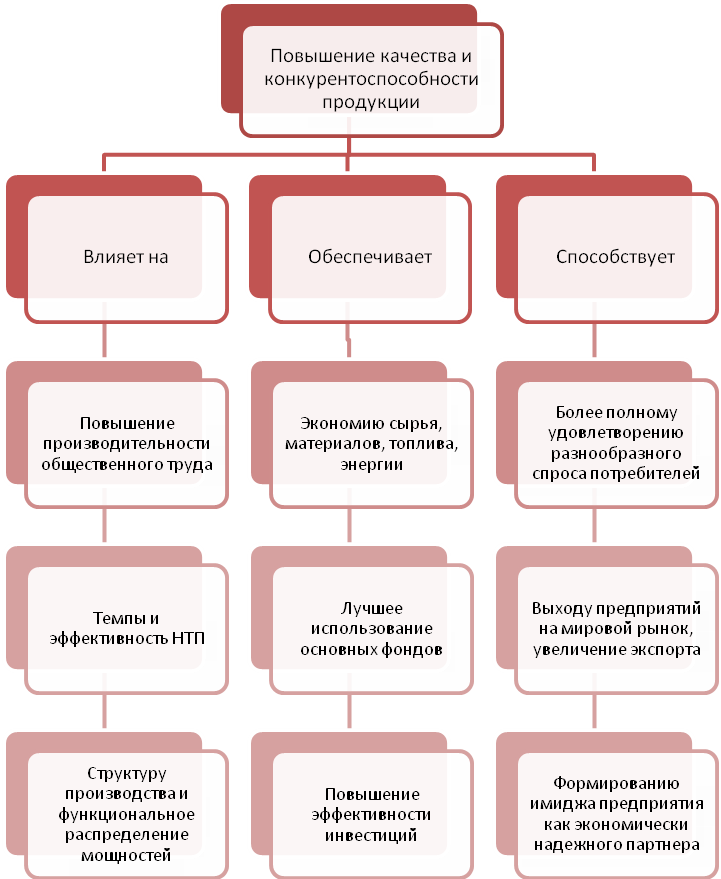 Повышение качества и
конкурентоспособности
продукции
Влияет на
Обеспечивает
Способствует
Повышение
производительности
общественного труда
Экономию сырья,
материалов, топлива,
энергии
Более полному
удовлетворению
разнообразного
спроса потребителей
Темпы и
эффективность НТП
Лучшее
использование
основных фондов
Выходу предприятий
на мировой рынок,
увеличение экспорта
Структуру
производства и
функциональное
распределение
мощностей
Повышение
эффективности
инвестиций
Формированию
имиджа предприятия
как экономически
надежного партнера